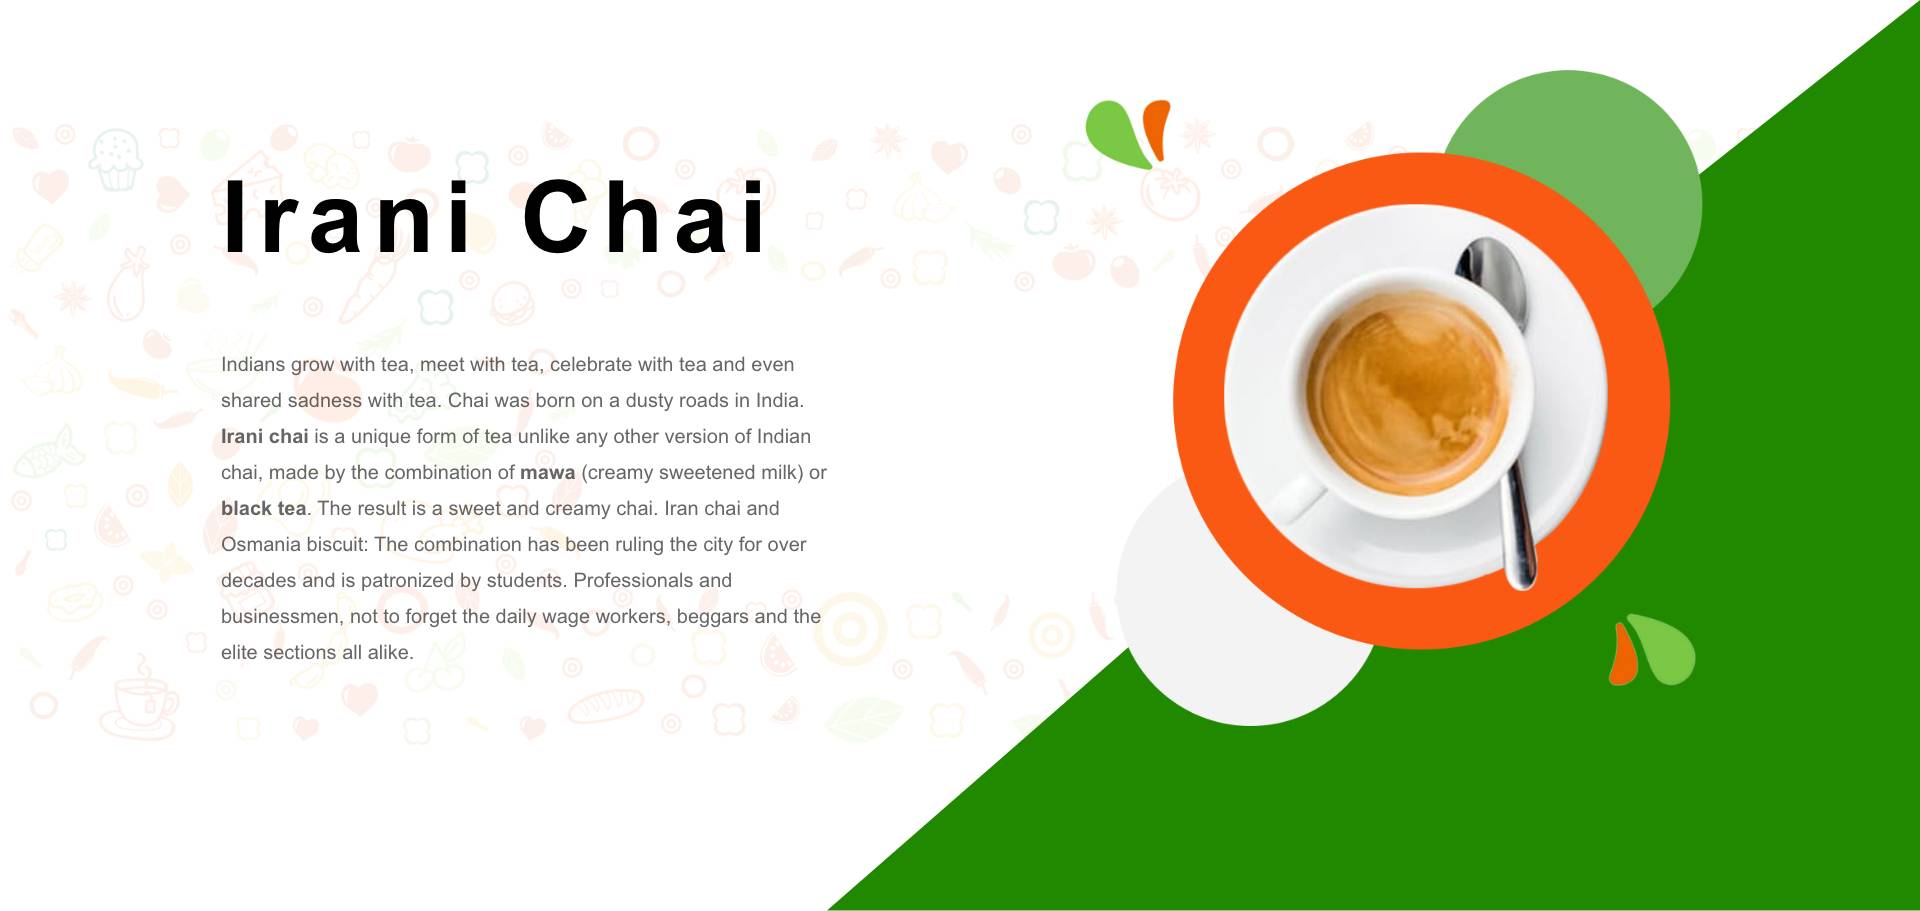 Irani Chai
Indians grow with tea, meet with tea, celebrate with tea and even
shared sadness with tea. Chai was born on a dusty roads in India.
Irani chai is a unique form of tea unlike any other version of Indian
chai, made by the combination of mawa (creamy sweetened milk) or
black tea. The result is a sweet and creamy chai. Iran chai and
Osmania biscuit: The combination has been ruling the city for over
decades and is patronized by students. Professionals and
businessmen, not to forget the daily wage workers, beggars and the
elite sections all alike.